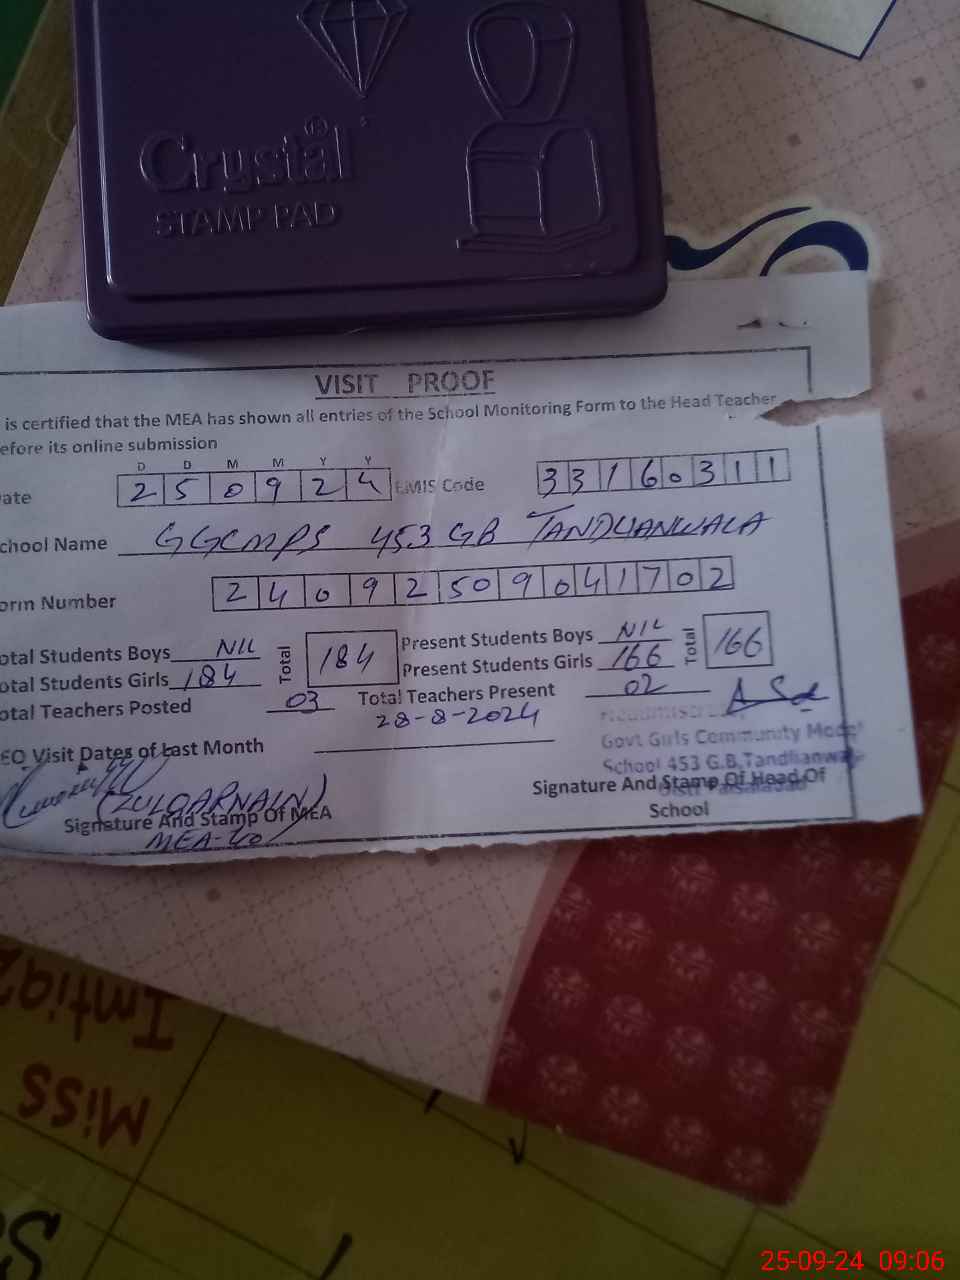 Crystal®
STAMP PAD
VISIT PROOF
is certified that the MEA has shown all entries of the School Monitoring Form to the Head Teacher
efore its online submission
D D M M Y Y
ate 2 5 0 9 2 4 EMIS Code 3 3 1 6 0 3 1 1
chool Name GGCMPS 453 GB TANDLIANWALA
orm Number 2 4 0 9 2 5 0 9 0 4 1 7 0 2
otal Students Boys NIL Total 184 Present Students Boys NIL Total 166
otal Students Girls 184 Present Students Girls 166
otal Teachers Posted 03 Total Teachers Present 02
28-8-2024
EO Visit Dates of Last Month
Headmistress
Govt Girls Community Model
School 453 G.B, Tandlianwala
Distt Faisalabad
(ZULQARNAIN)
Signature And Stamp Of MEA
MEA-40
Signature And Stamp Of Head Of
School
Miss
25-09-24 09:06